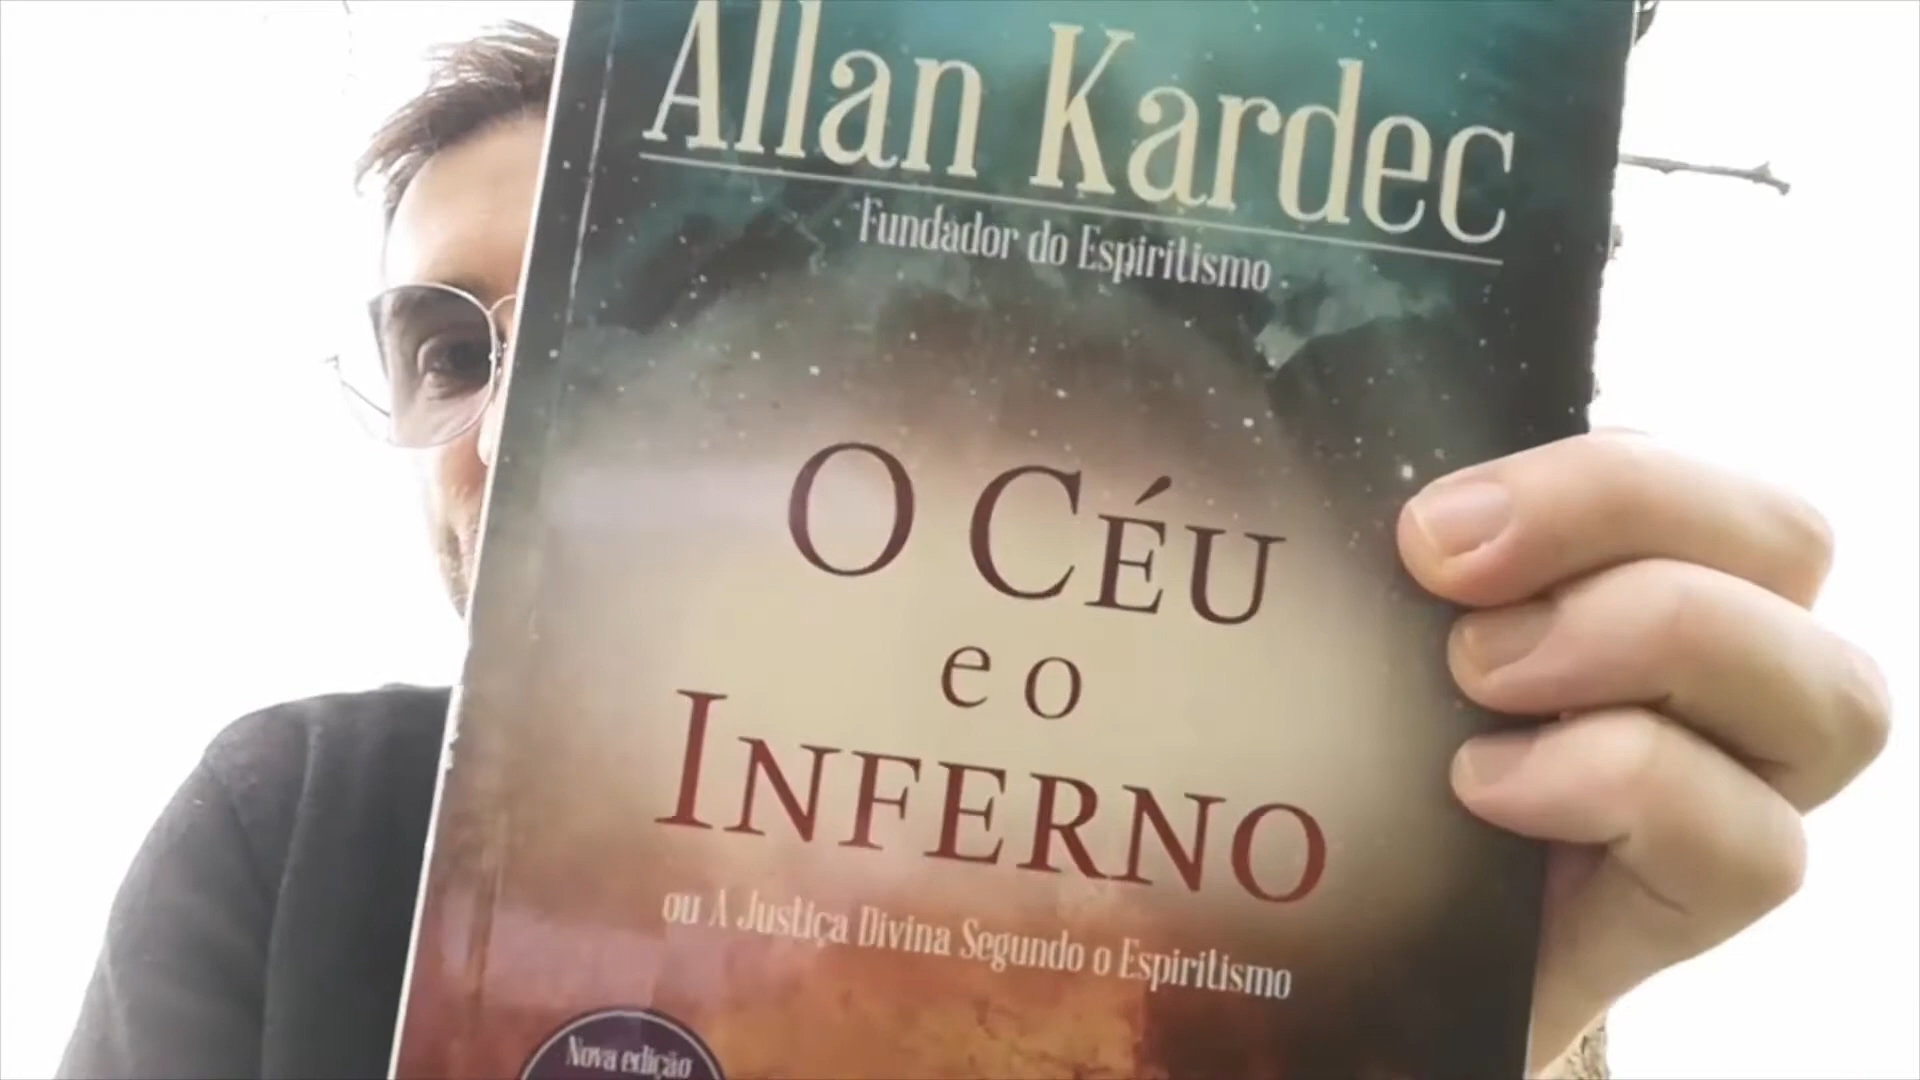 Allan Kardec
Fundador do Espiritismo
O CÉU
e o
INFERNO
ou A Justiça Divina Segundo o Espiritismo
Nova edição